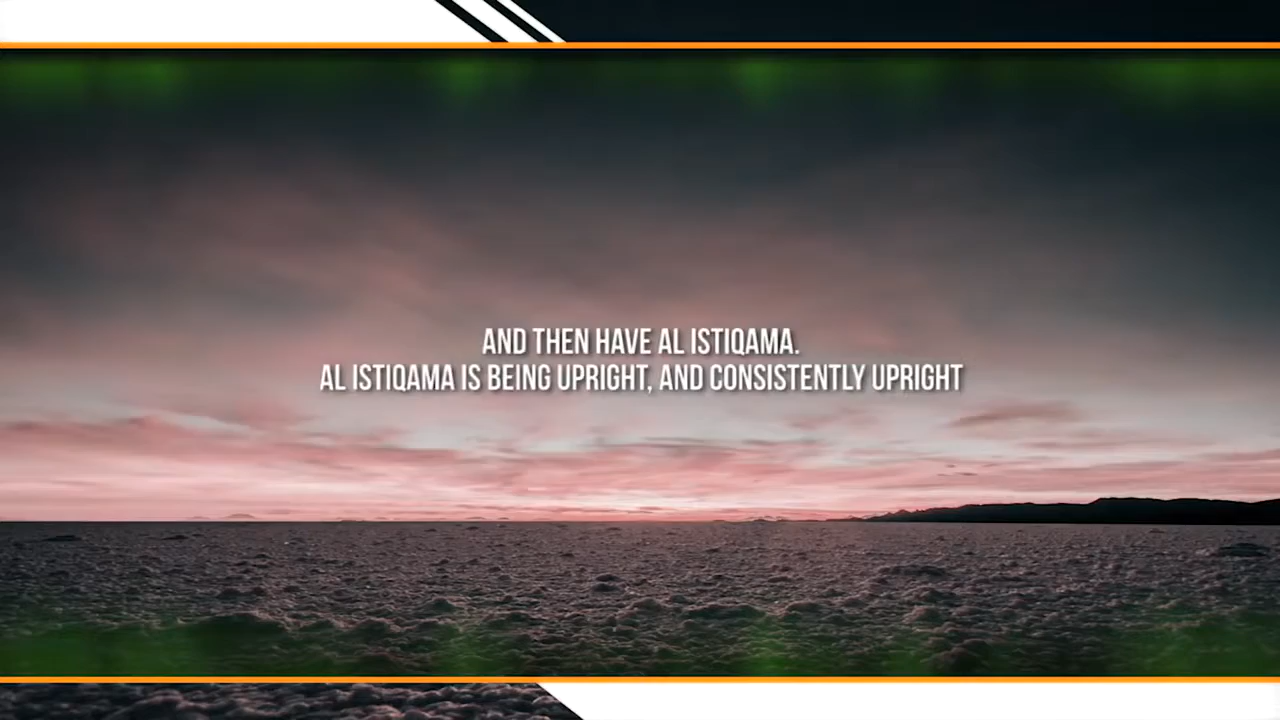 AND THEN HAVE AL ISTIQAMA.
AL ISTIQAMA IS BEING UPRIGHT, AND CONSISTENTLY UPRIGHT